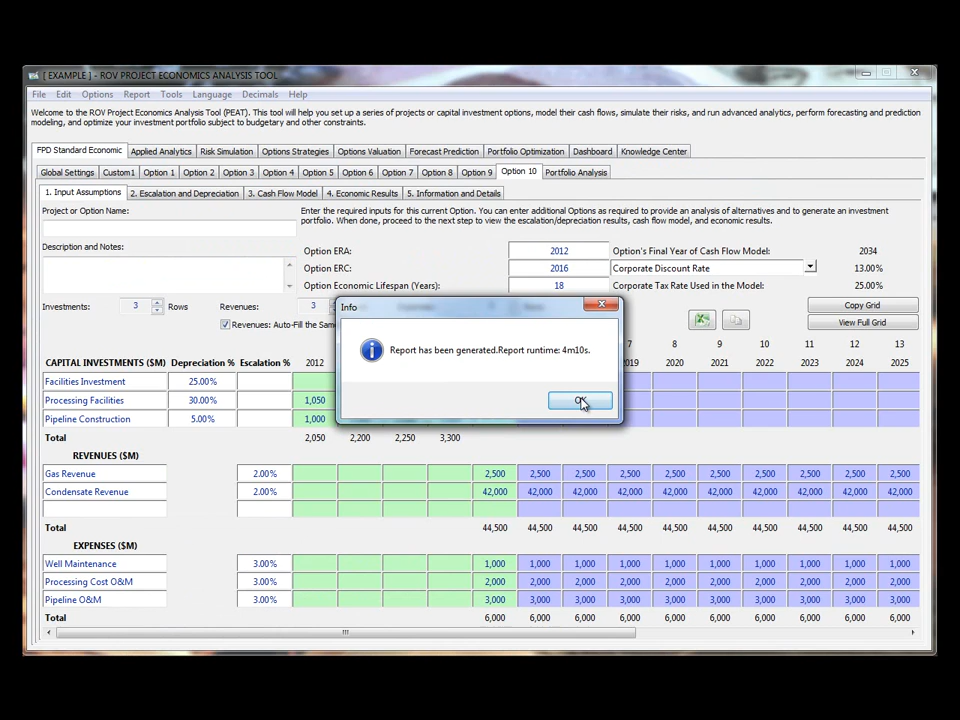 [ EXAMPLE ] - ROV PROJECT ECONOMICS ANALYSIS TOOL
File Edit Options Report Tools Language Decimals Help
Welcome to the ROV Project Economics Analysis Tool (PEAT). This tool will help you set up a series of projects or capital investment options, model their cash flows, simulate their risks, and run advanced analytics, perform forecasting and prediction
modeling, and optimize your investment portfolio subject to budgetary and other constraints.
FPD Standard Economic Applied Analytics Risk Simulation Options Strategies Options Valuation Forecast Prediction Portfolio Optimization Dashboard Knowledge Center
Global Settings Custom1 Option 1 Option 2 Option 3 Option 4 Option 5 Option 6 Option 7 Option 8 Option 9 Option 10 Portfolio Analysis
1. Input Assumptions 2. Escalation and Depreciation 3. Cash Flow Model 4. Economic Results 5. Information and Details
Project or Option Name:
Enter the required inputs for this current Option. You can enter additional Options as required to provide an analysis of alternatives and to generate an investment
portfolio. When done, proceed to the next step to view the escalation/depreciation, cash flow model, and economic results.
Description and Notes:
Option ERA: 2012 Option's Final Year of Cash Flow Model: 2034
Option ERC: 2016 Corporate Discount Rate 13.00%
Option Economic Lifespan (Years): 18 Corporate Tax Rate Used in the Model: 25.00%
Investments: 3 Rows Revenues: 3
Copy Grid
Revenues: Auto-Fill the Same
View Full Grid
Info
Report has been generated.Report runtime: 4m10s.
OK
7 8 9 10 11 12 13
CAPITAL INVESTMENTS ($M) Depreciation % Escalation % 2012 2019 2020 2021 2022 2023 2024 2025
Facilities Investment 25.00%
Processing Facilities 30.00% 1,050
Pipeline Construction 5.00% 1,000
Total 2,050 2,200 2,250 3,300
REVENUES ($M)
Gas Revenue 2.00% 2,500 2,500 2,500 2,500 2,500 2,500 2,500 2,500 2,500 2,500
Condensate Revenue 2.00% 42,000 42,000 42,000 42,000 42,000 42,000 42,000 42,000 42,000 42,000
Total 44,500 44,500 44,500 44,500 44,500 44,500 44,500 44,500 44,500 44,500
EXPENSES ($M)
Well Maintenance 3.00% 1,000 1,000 1,000 1,000 1,000 1,000 1,000 1,000 1,000 1,000
Processing Cost O&M 3.00% 2,000 2,000 2,000 2,000 2,000 2,000 2,000 2,000 2,000 2,000
Pipeline O&M 3.00% 3,000 3,000 3,000 3,000 3,000 3,000 3,000 3,000 3,000 3,000
Total 6,000 6,000 6,000 6,000 6,000 6,000 6,000 6,000 6,000 6,000